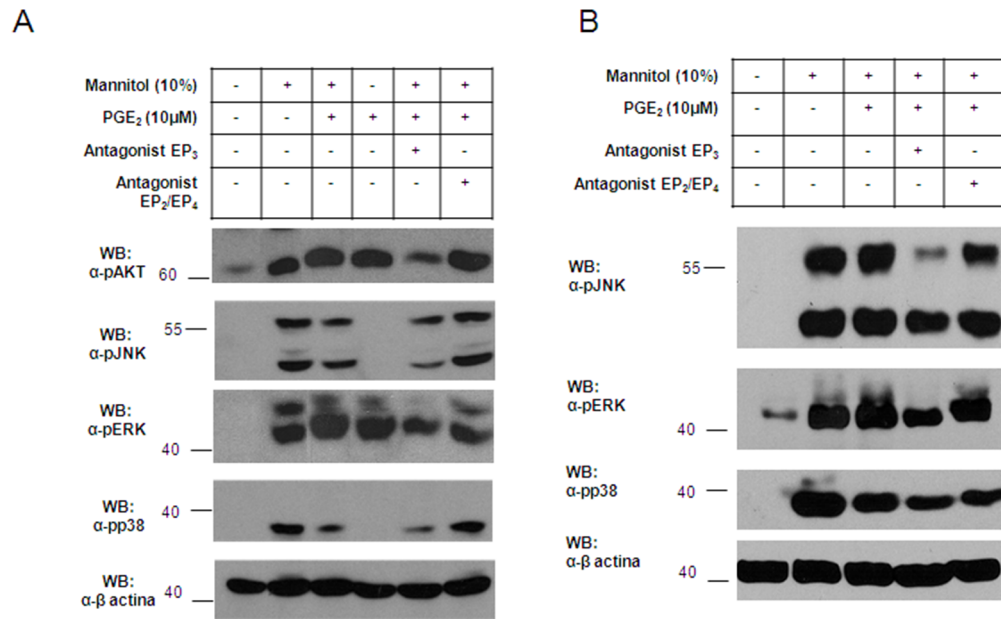 A
Mannitol (10%) - + + - + +
PGE₂ (10µM) - - + + + +
Antagonist EP₃ - - - - + -
Antagonist
EP₂/EP₄ - - - - - +
WB:
α-pAKT
60
WB:
α-pJNK
55
WB:
α-pERK
40
WB:
α-pp38
40
WB:
α-β actina
40
B
Mannitol (10%) - + + + +
PGE₂ (10µM) - - + + +
Antagonist EP₃ - - - + -
Antagonist EP₂/EP₄ - - - - +
WB:
α-pJNK
55
WB:
α-pERK
40
WB:
α-pp38
40
WB:
α-β actina
40